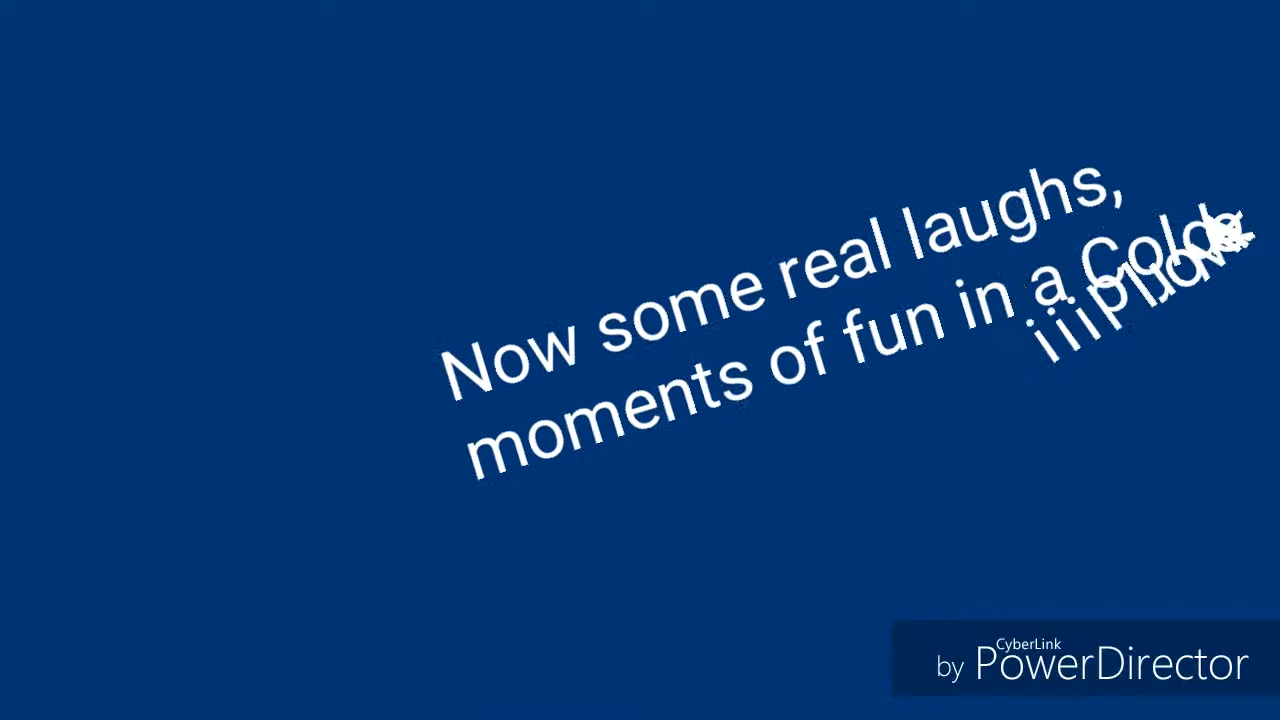 Now some real laughs,
moments of fun in a Cold
CyberLink
by PowerDirector